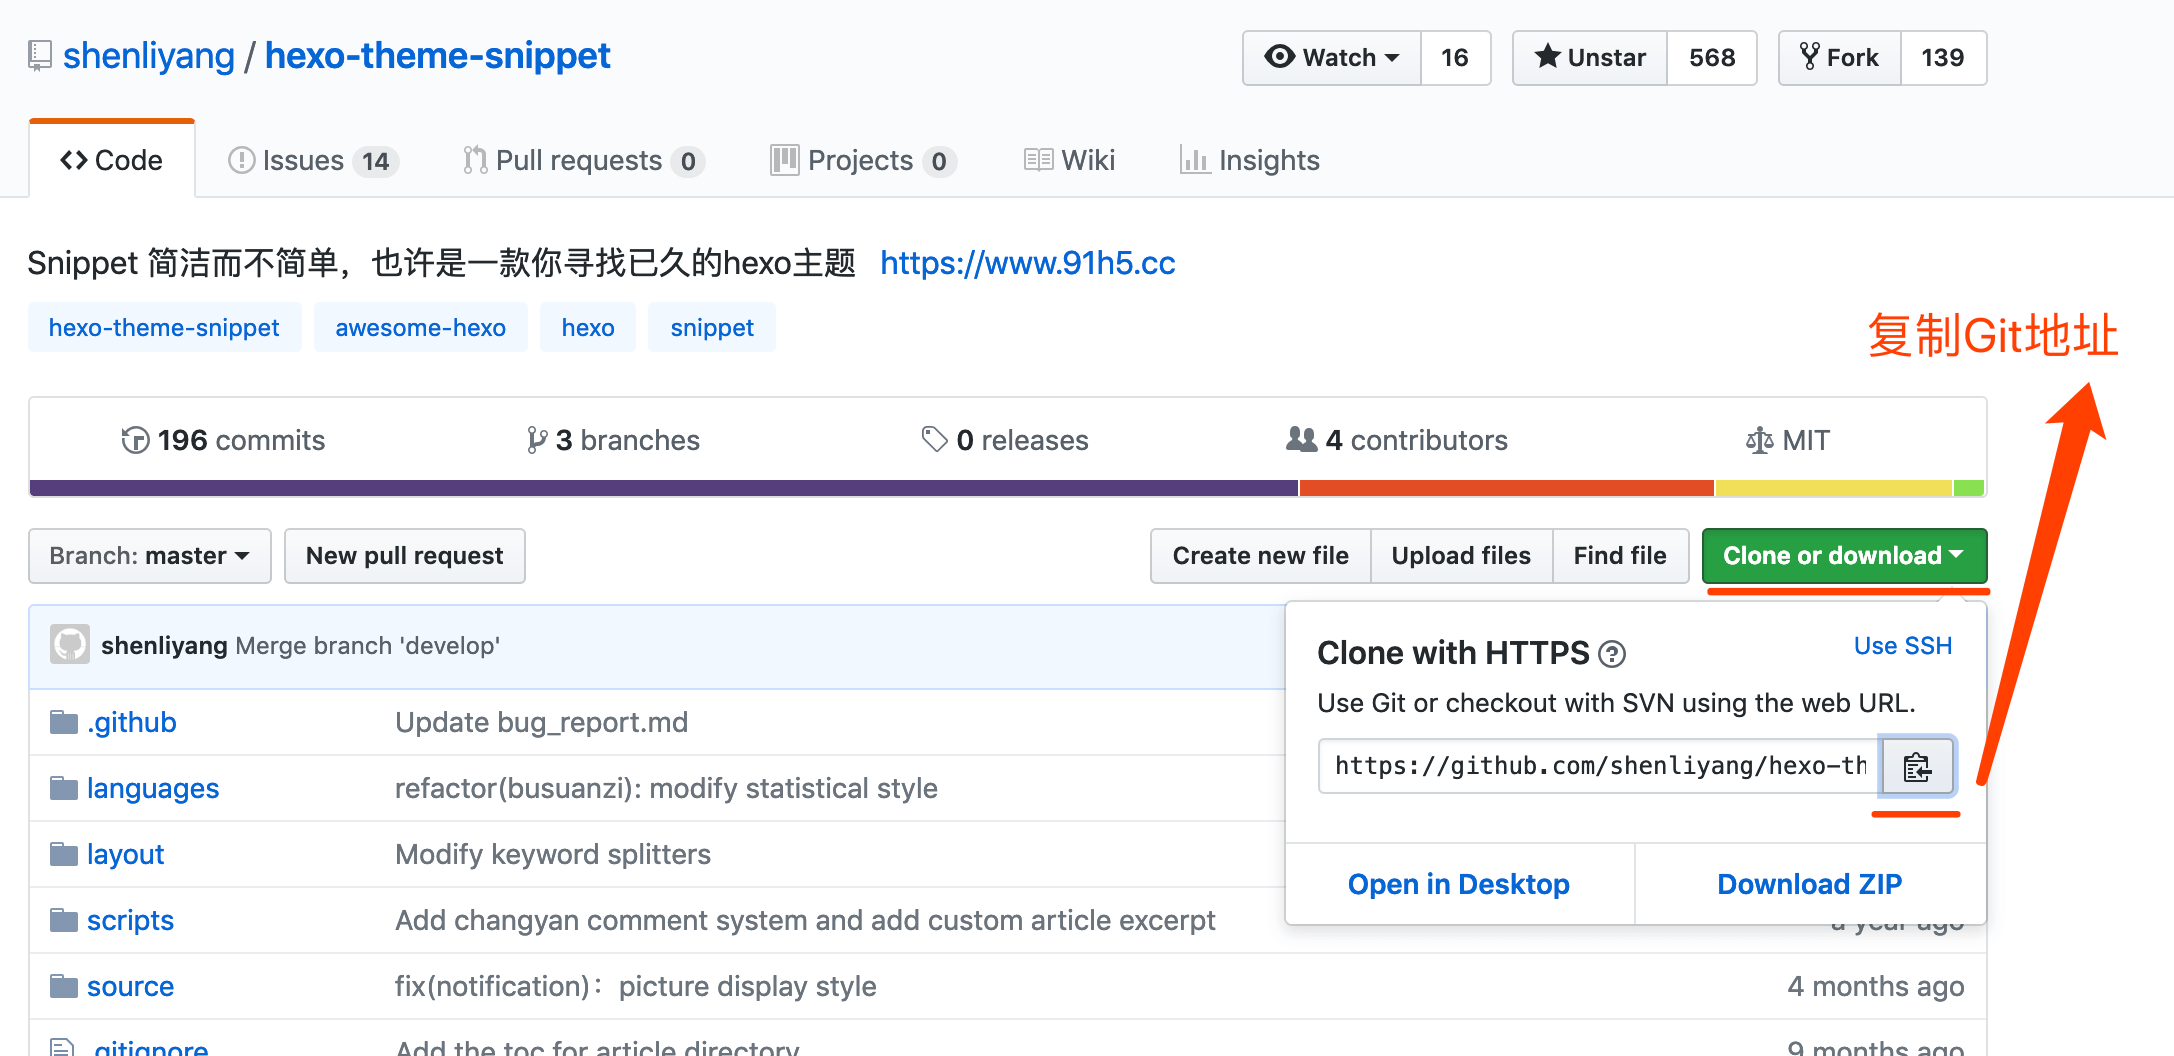 shenliyang / hexo-theme-snippet
Watch 16
Unstar 568
Fork 139
Code
Issues 14
Pull requests 0
Projects 0
Wiki
Insights
Snippet 简洁而不简单，也许是一款你寻找已久的hexo主题 https://www.91h5.cc
hexo-theme-snippet awesome-hexo hexo snippet
复制Git地址
196 commits
3 branches
0 releases
4 contributors
MIT
Branch: master
New pull request
Create new file
Upload files
Find file
Clone or download
shenliyang Merge branch 'develop'
Clone with HTTPS
Use SSH
Use Git or checkout with SVN using the web URL.
https://github.com/shenliyang/hexo-th
Open in Desktop
Download ZIP
.github Update bug_report.md
languages refactor(busuanzi): modify statistical style
layout Modify keyword splitters
scripts Add changyan comment system and add custom article excerpt a year ago
source fix(notification)：picture display style 4 months ago
.gitignore Add the toc for article directory 9 months ago